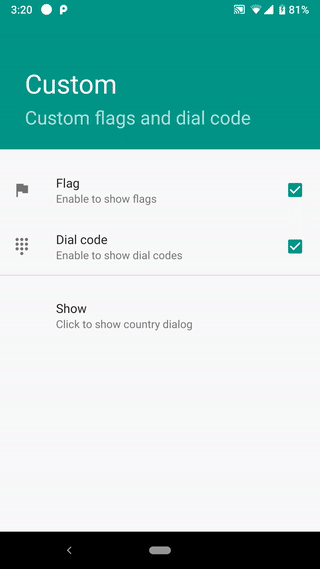 3:20
81%
Custom
Custom flags and dial code
Flag
Enable to show flags
Dial code
Enable to show dial codes
Show
Click to show country dialog